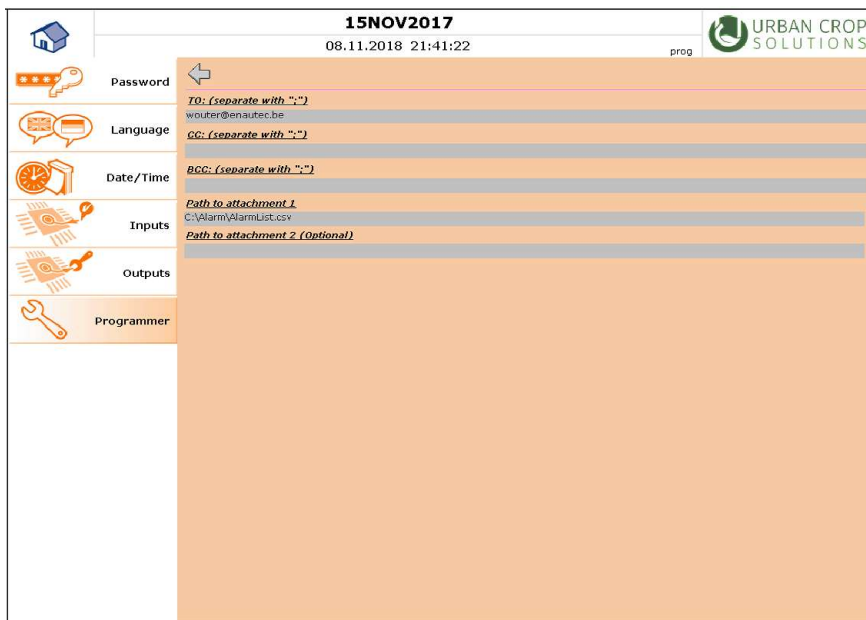 15NOV2017
08.11.2018 21:41:22
prog
URBAN CROP
SOLUTIONS
****
Password
Language
Date/Time
Inputs
Outputs
Programmer
TO: (separate with ";")
wouter@enautec.be
CC: (separate with ";")
BCC: (separate with ";")
Path to attachment 1
C:\Alarm\AlarmList.csv
Path to attachment 2 (Optional)